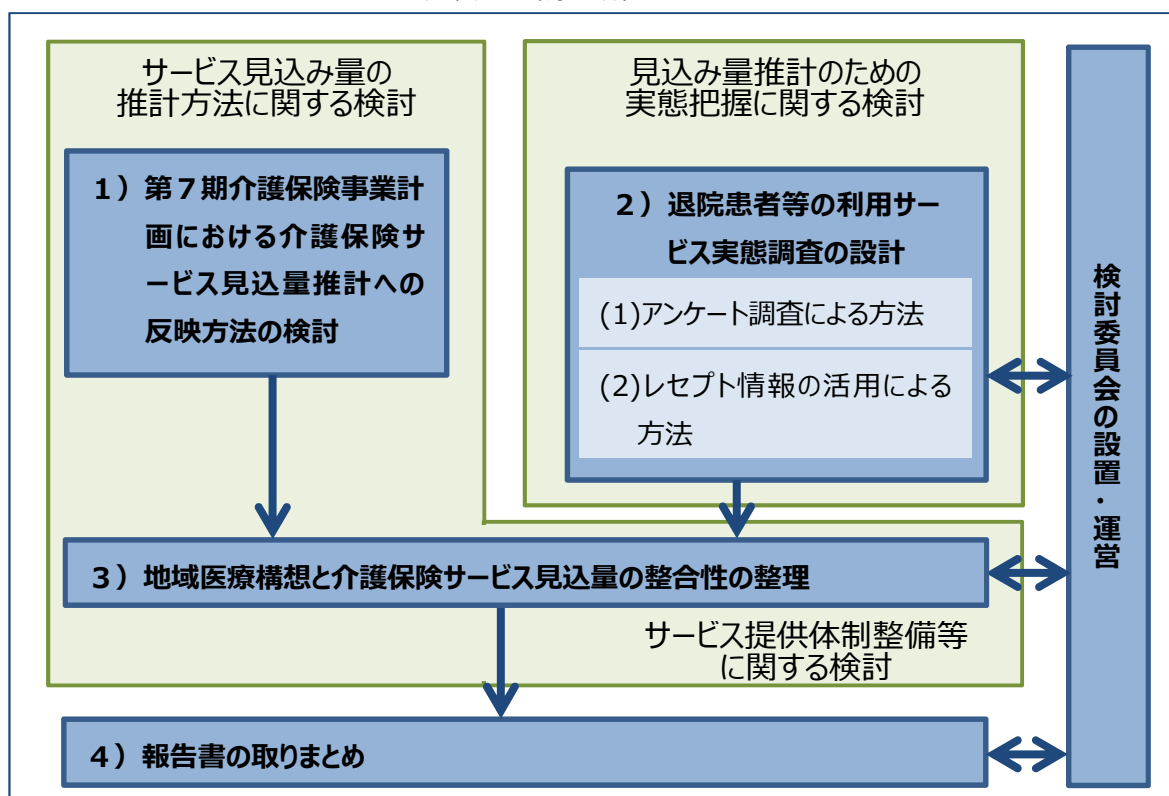 サービス見込み量の
推計方法に関する検討
1）第７期介護保険事業計
画における介護保険サ
ービス見込量推計への
反映方法の検討
見込み量推計のための
実態把握に関する検討
2）退院患者等の利用サー
ビス実態調査の設計
(1)アンケート調査による方法
(2)レセプト情報の活用による
方法
3）地域医療構想と介護保険サービス見込量の整合性の整理
サービス提供体制整備等
に関する検討
4）報告書の取りまとめ
検討委員会の設置・運営